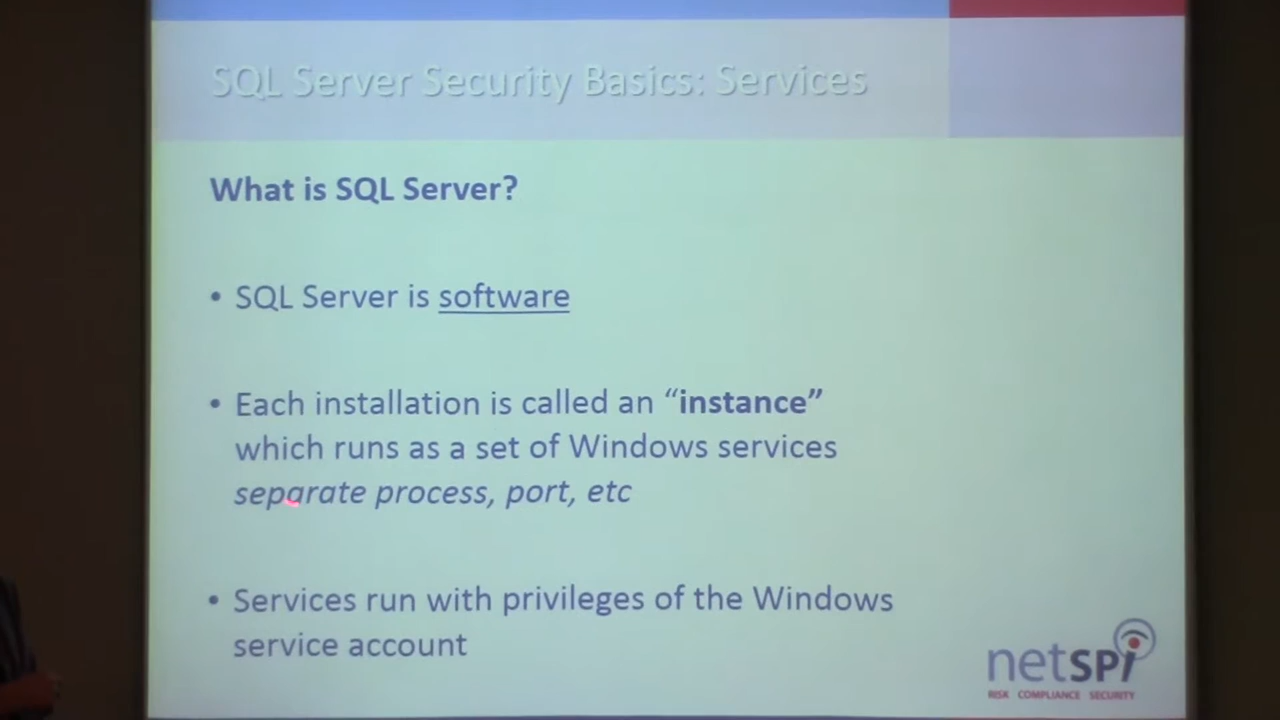 SQL Server Security Basics: Services
What is SQL Server?
• SQL Server is software
• Each installation is called an “instance”
which runs as a set of Windows services
separate process, port, etc
• Services run with privileges of the Windows
service account
netSPi
RISK COMPLIANCE SECURITY